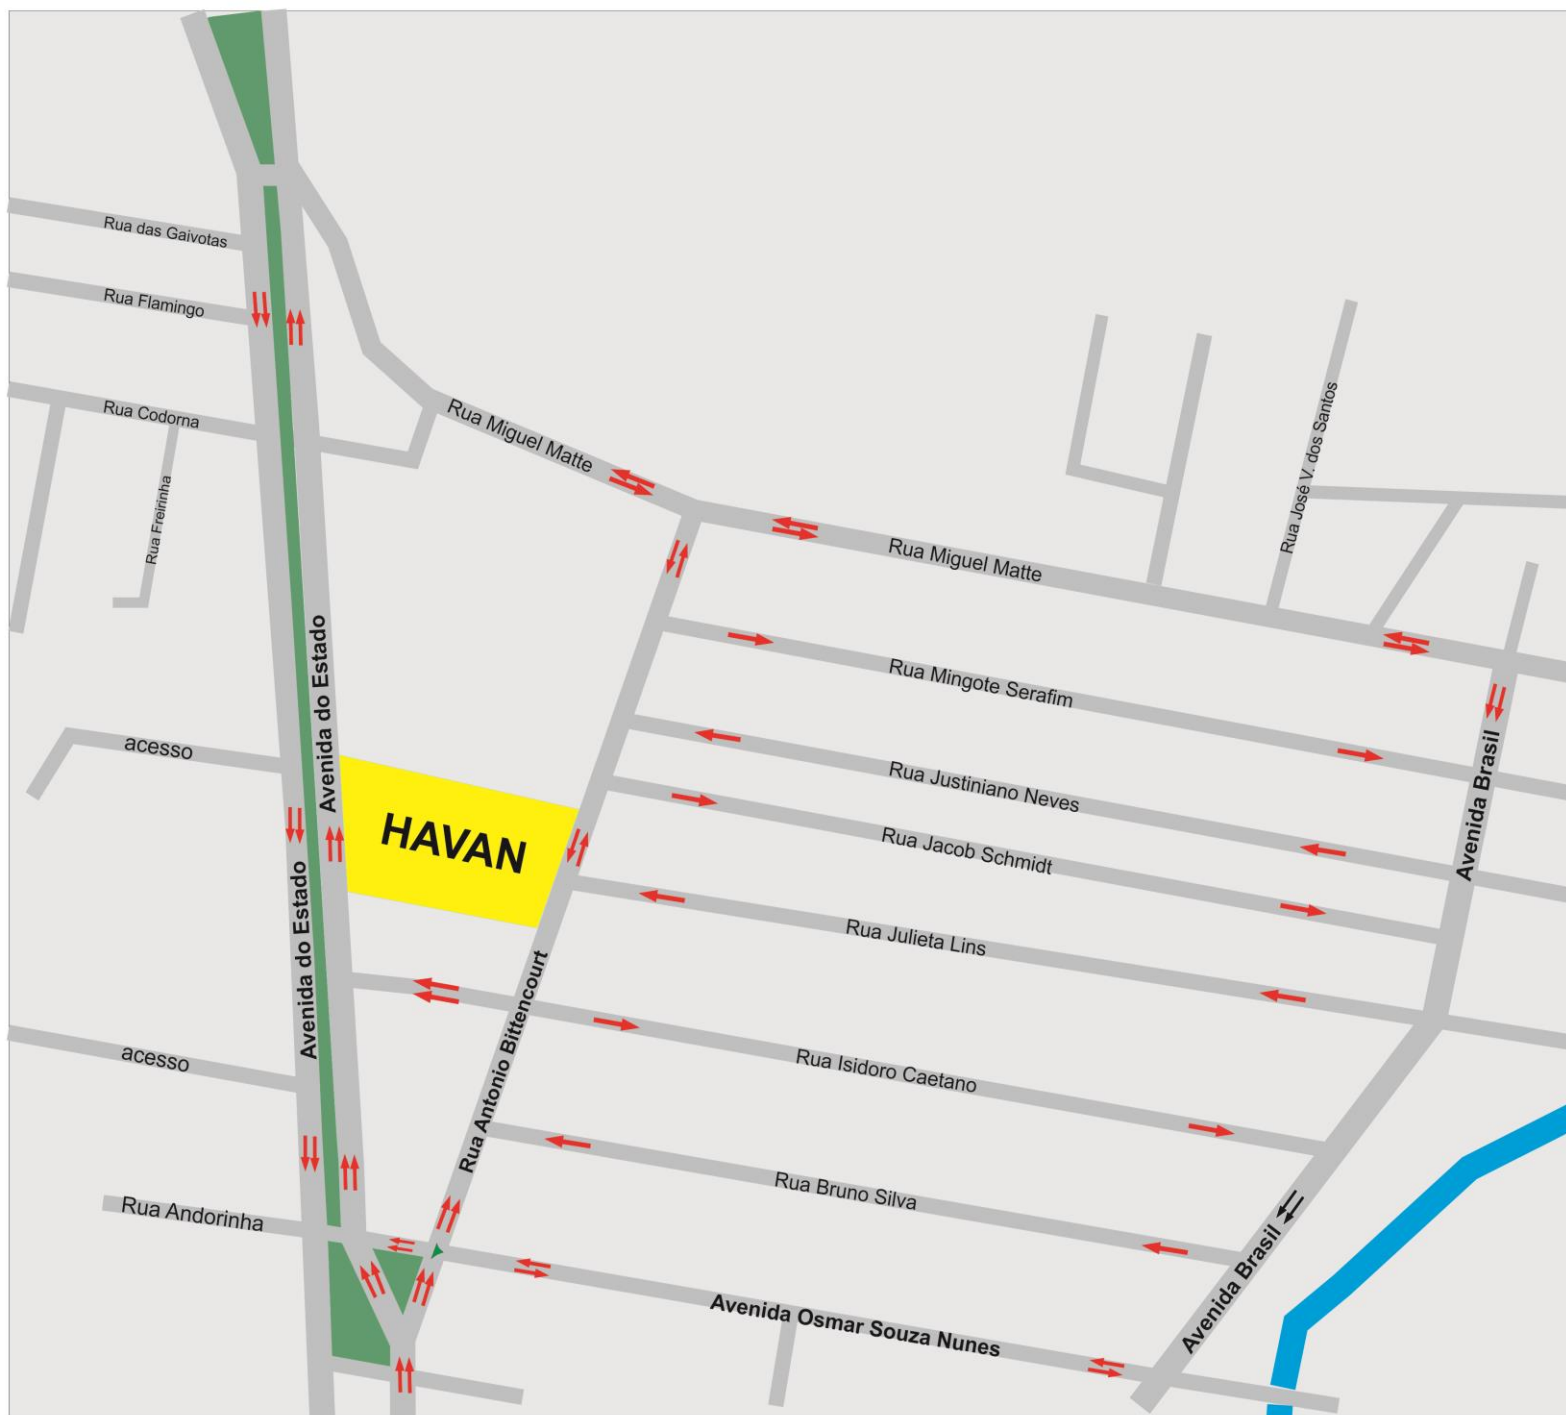 Rua das Gaivotas
Rua Flamingo
Rua Codorna
Rua Freirinha
Rua Miguel Matte
Rua Miguel Matte
Rua José V. dos Santos
Rua Mingote Serafim
Avenida do Estado
acesso
HAVAN
Rua Justiniano Neves
Avenida Brasil
Rua Jacob Schmidt
Rua Julieta Lins
Avenida do Estado
acesso
Rua Antonio Bittencourt
Rua Isidoro Caetano
Rua Bruno Silva
Rua Andorinha
Avenida Brasil
Avenida Osmar Souza Nunes